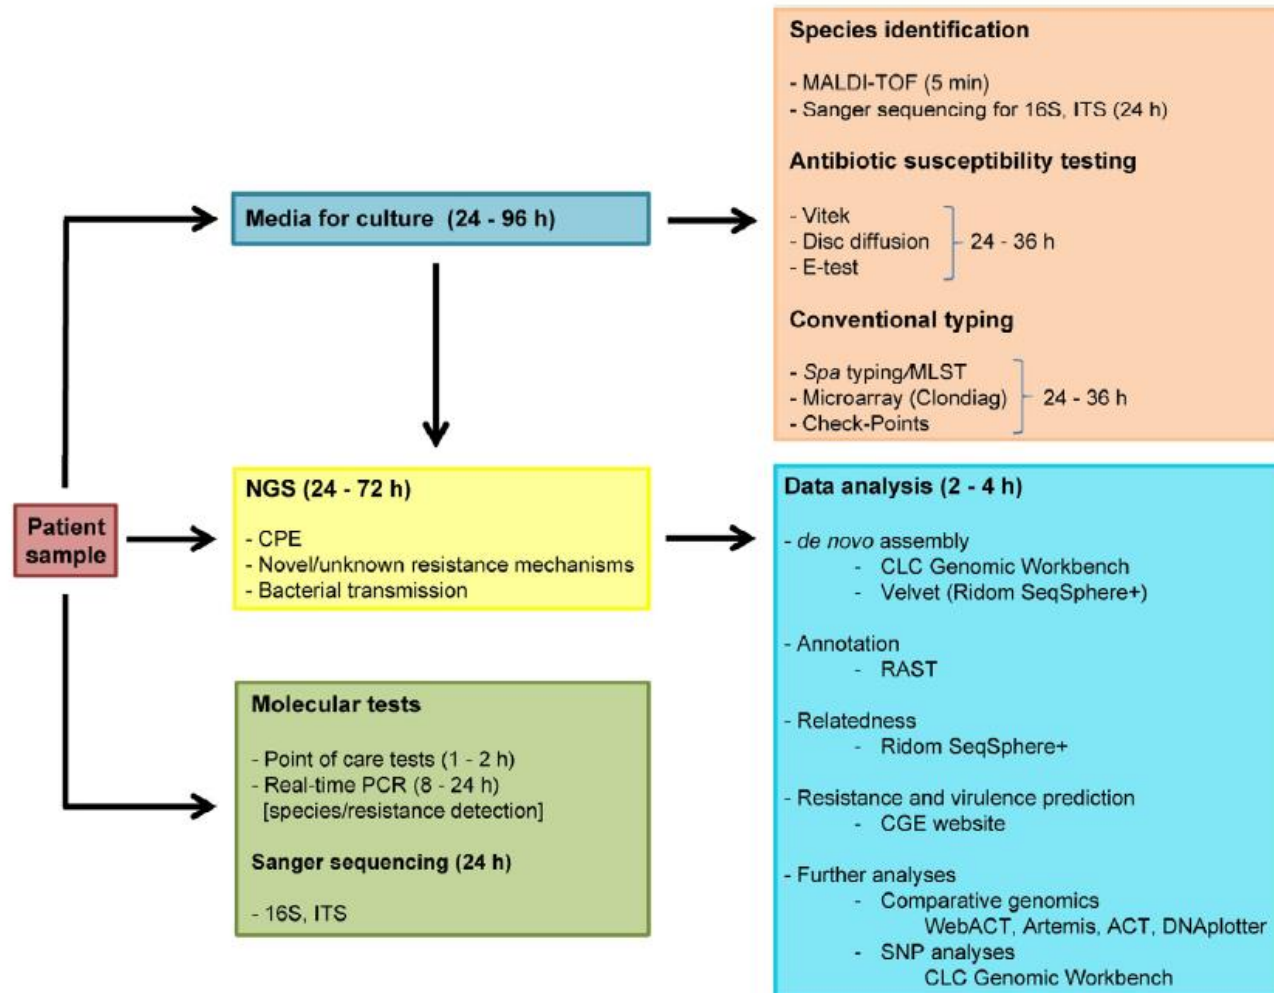 Patient
sample
Media for culture (24 - 96 h)
Species identification
- MALDI-TOF (5 min)
- Sanger sequencing for 16S, ITS (24 h)
Antibiotic susceptibility testing
- Vitek
- Disc diffusion
- E-test
24 - 36 h
Conventional typing
- Spa typing/MLST
- Microarray (Clondiag)
- Check-Points
24 - 36 h
NGS (24 - 72 h)
- CPE
- Novel/unknown resistance mechanisms
- Bacterial transmission
Data analysis (2 - 4 h)
- de novo assembly
- CLC Genomic Workbench
- Velvet (Ridom SeqSphere+)
- Annotation
- RAST
- Relatedness
- Ridom SeqSphere+
- Resistance and virulence prediction
- CGE website
- Further analyses
- Comparative genomics
WebACT, Artemis, ACT, DNAplotter
- SNP analyses
CLC Genomic Workbench
Molecular tests
- Point of care tests (1 - 2 h)
- Real-time PCR (8 - 24 h)
[species/resistance detection]
Sanger sequencing (24 h)
- 16S, ITS